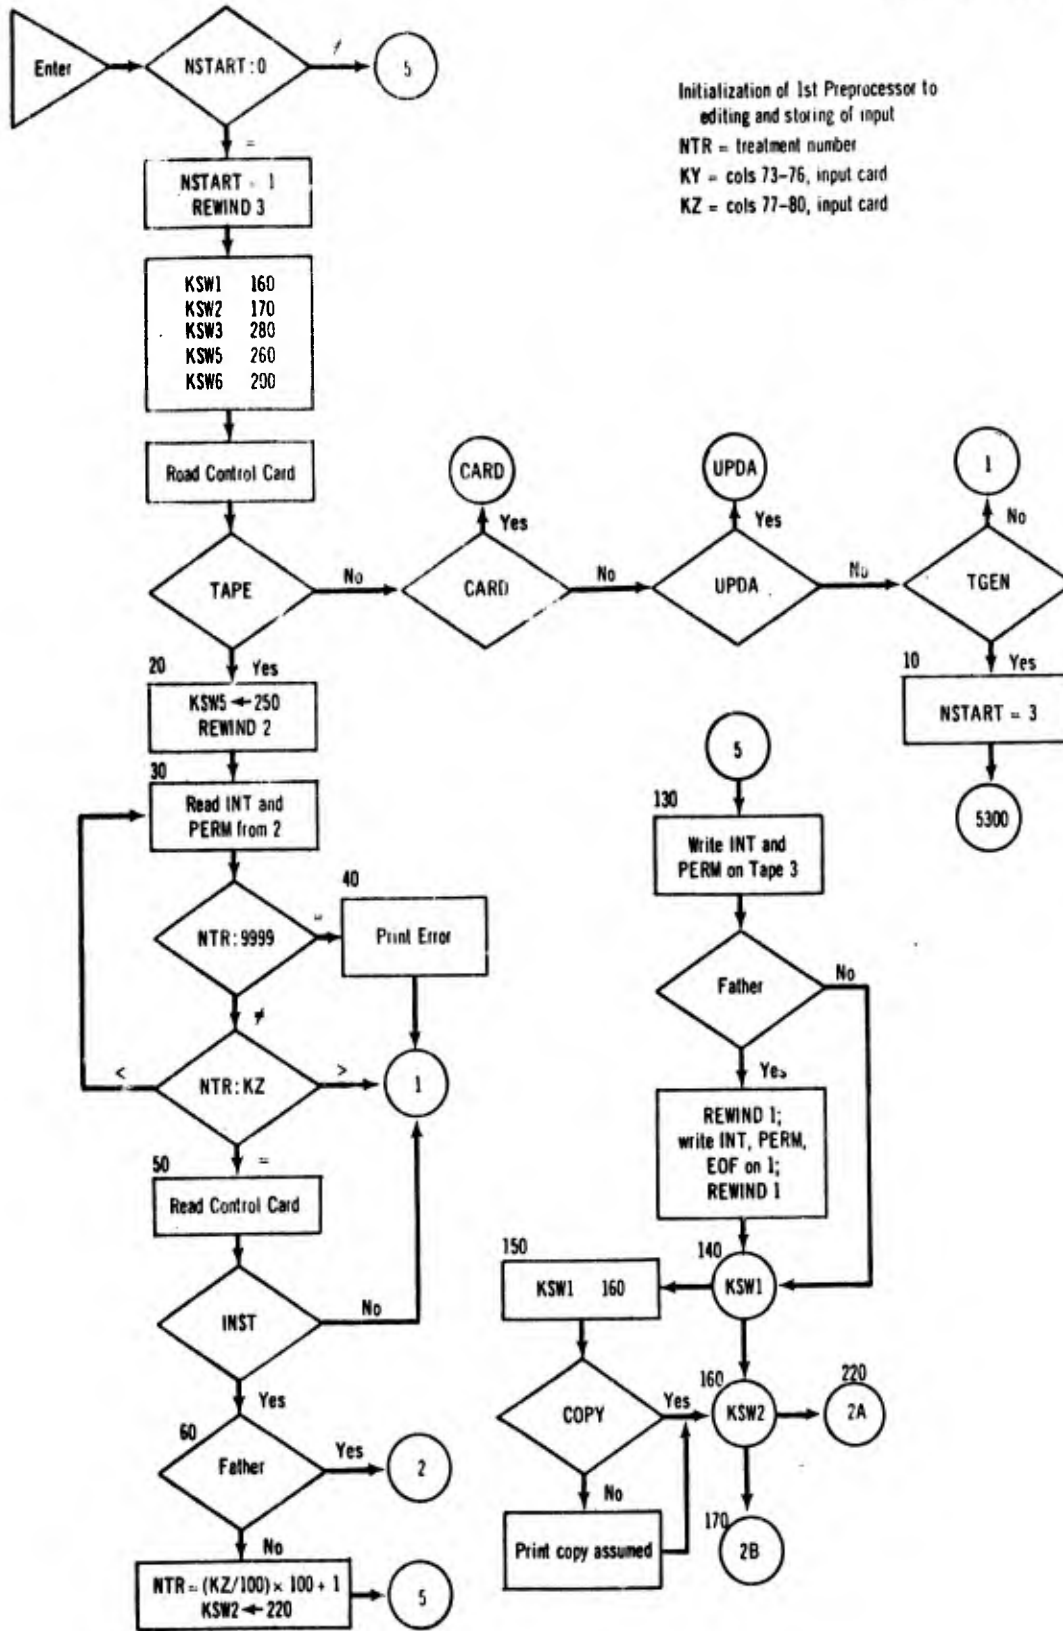 Enter
NSTART:0
≠
5
=
NSTART = 1
REWIND 3
KSW1 160
KSW2 170
KSW3 280
KSW5 260
KSW6 290
Initialization of 1st Preprocessor to
editing and storing of input
NTR = treatment number
KY = cols 73-76, input card
KZ = cols 77-80, input card
Road Control Card
CARD
UPDA
1
Yes
Yes
No
TAPE
No
CARD
No
UPDA
No
TGEN
20
Yes
10
Yes
KSW5←250
REWIND 2
NSTART = 3
5
5300
30
Read INT and
PERM from 2
130
Write INT and
PERM on Tape 3
40
NTR:9999
=
Print Error
≠
Father
No
<
NTR:KZ
>
1
Yes
REWIND 1;
write INT, PERM,
EOF on 1;
REWIND 1
50
=
Read Control Card
150
140
KSW1 160
KSW1
INST
No
Yes
160
220
COPY
Yes
KSW2
2A
60
Father
Yes
2
No
No
Print copy assumed
170
2B
NTR=(KZ/100)×100+1
KSW2←220
5